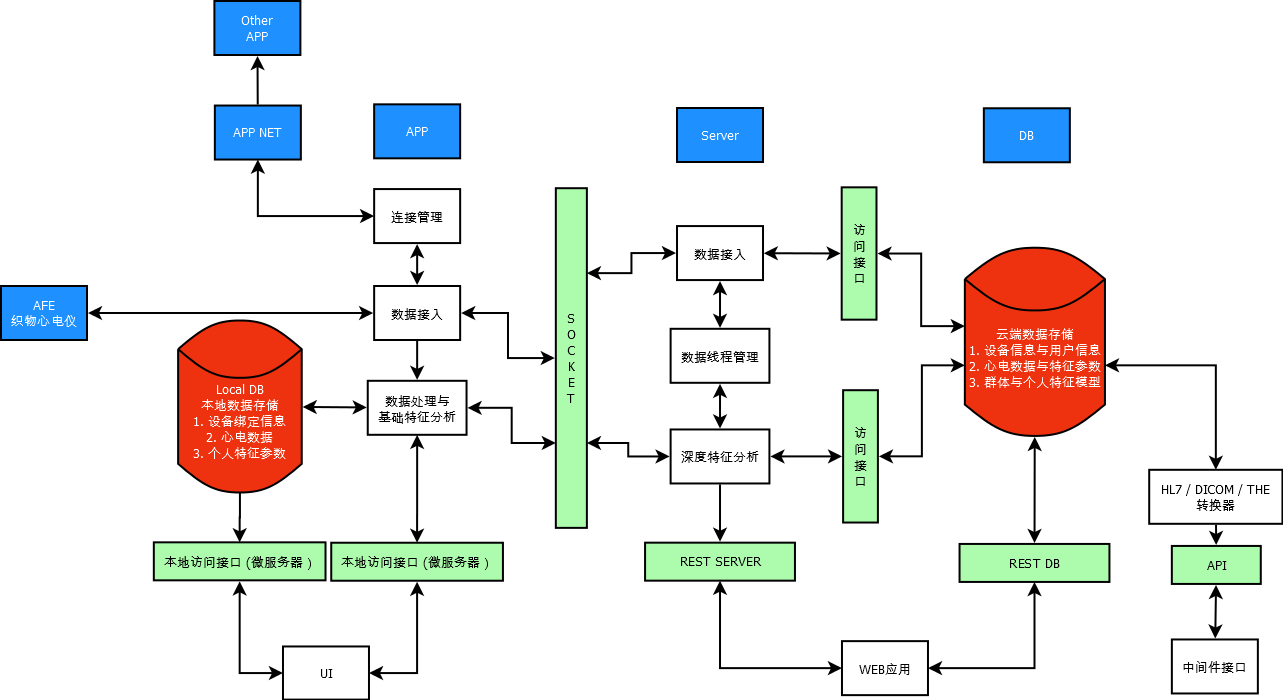 Other
APP
APP NET
APP
Server
DB
连接管理
AFE
织物心电仪
数据接入
Local DB
本地数据存储
1. 设备绑定信息
2. 心电数据
3. 个人特征参数
数据处理与
基础特征分析
本地访问接口 (微服务器 )
本地访问接口 (微服务器 )
UI
S
O
C
K
E
T
数据接入
数据线程管理
深度特征分析
REST SERVER
访
问
接
口
访
问
接
口
云端数据存储
1. 设备信息与用户信息
2. 心电数据与特征参数
3. 群体与个人特征模型
REST DB
WEB应用
HL7 / DICOM / THE
转换器
API
中间件接口